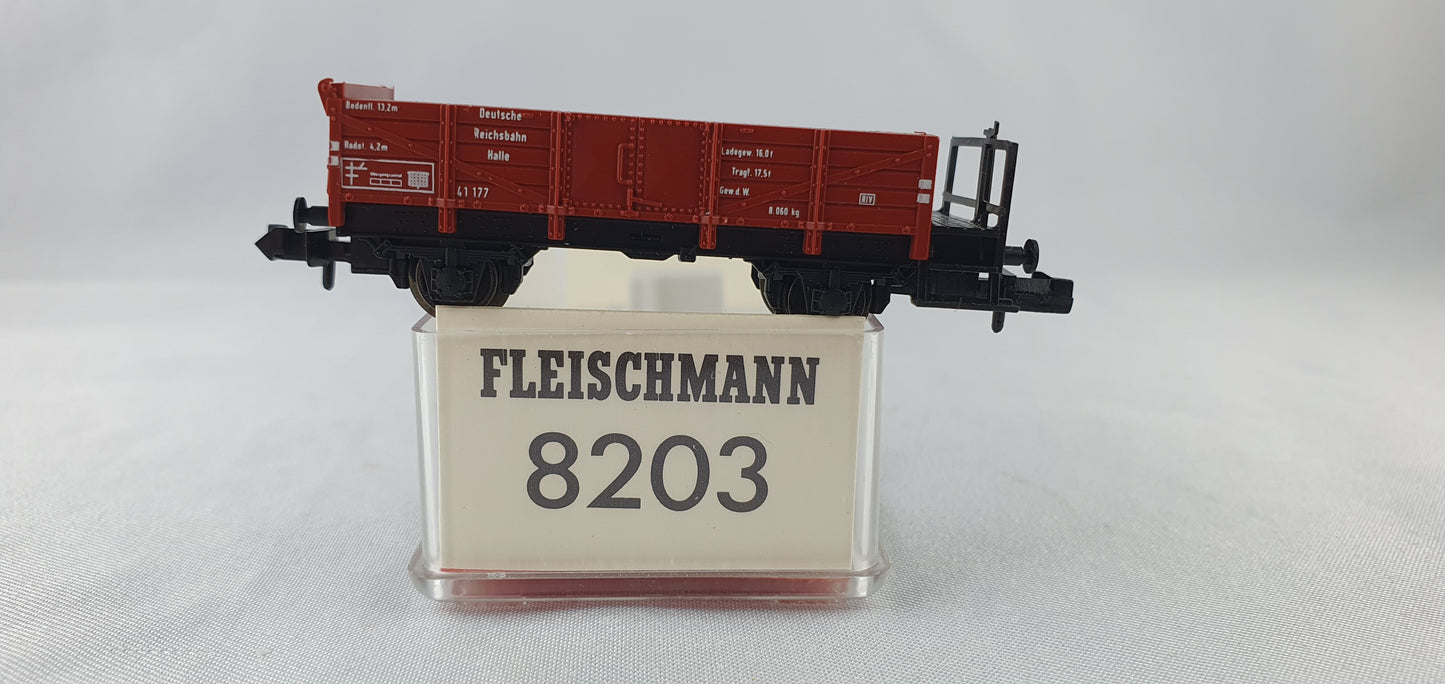 Bodenfl. 13,2m
Radst. 4,2m
Deutsche
Reichsbahn
Halle
41 177
Ladegew. 16,0 t
Tragf. 17,5 t
Gew. d. W.
8.060 kg
RIV
FLEISCHMANN
8203